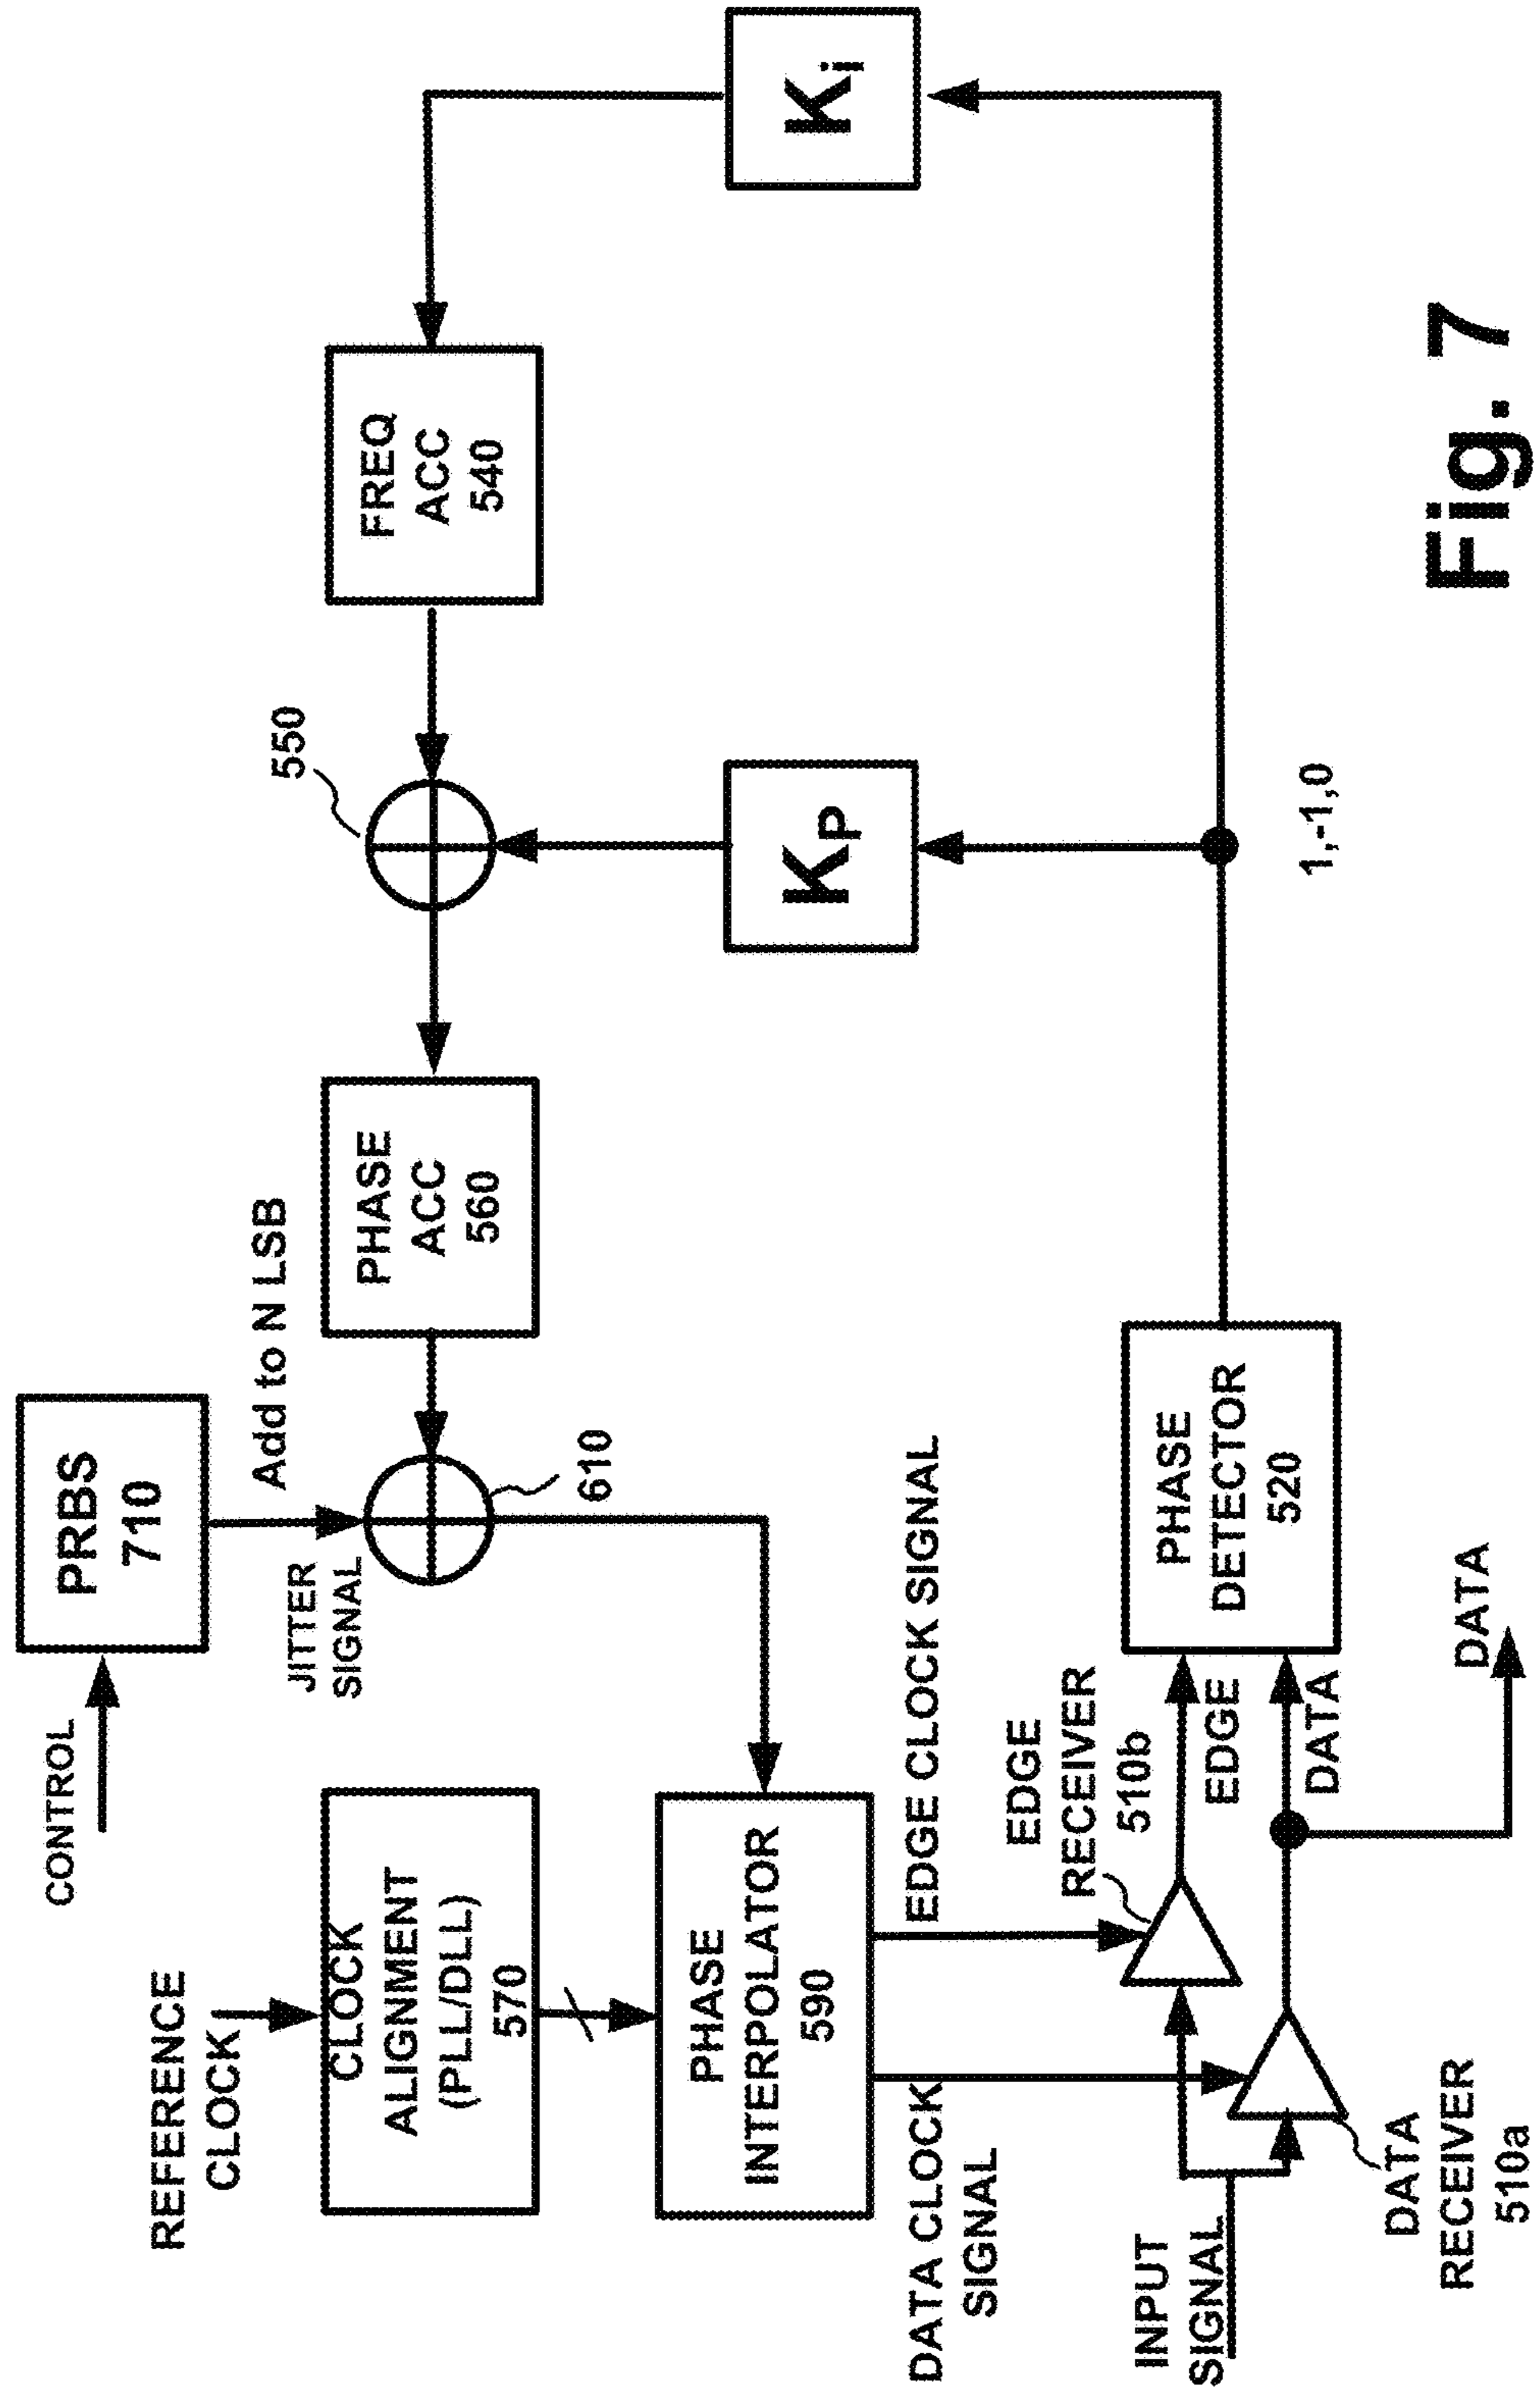 CONTROL
PRBS
710
REFERENCE
CLOCK
JITTER
SIGNAL
Add to N LSB
550
CLOCK
ALIGNMENT
(PLL/DLL)
570
PHASE
ACC
560
FREQ
ACC
540
610
PHASE
INTERPOLATOR
590
KP
Ki
DATA CLOCK
SIGNAL
EDGE CLOCK SIGNAL
EDGE
RECEIVER
510b
INPUT
SIGNAL
EDGE
DATA
PHASE
DETECTOR
520
1,-1,0
DATA
RECEIVER
510a
DATA
Fig. 7